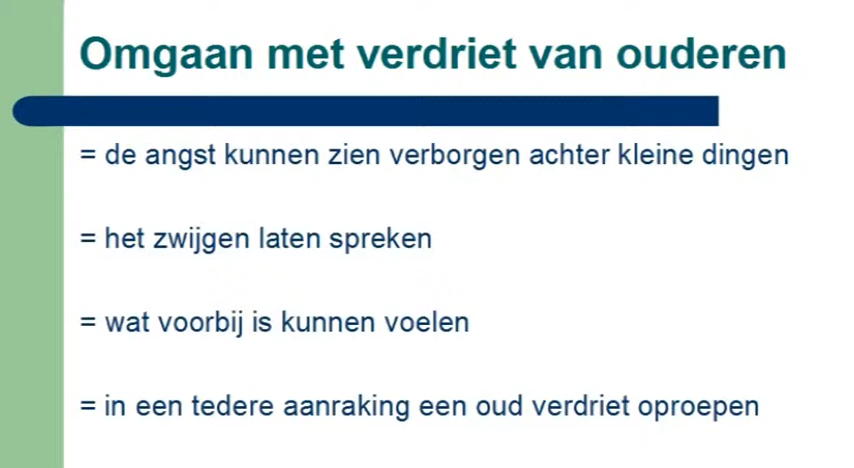 Omgaan met verdriet van ouderen
= de angst kunnen zien verborgen achter kleine dingen
= het zwijgen laten spreken
= wat voorbij is kunnen voelen
= in een tedere aanraking een oud verdriet oproepen